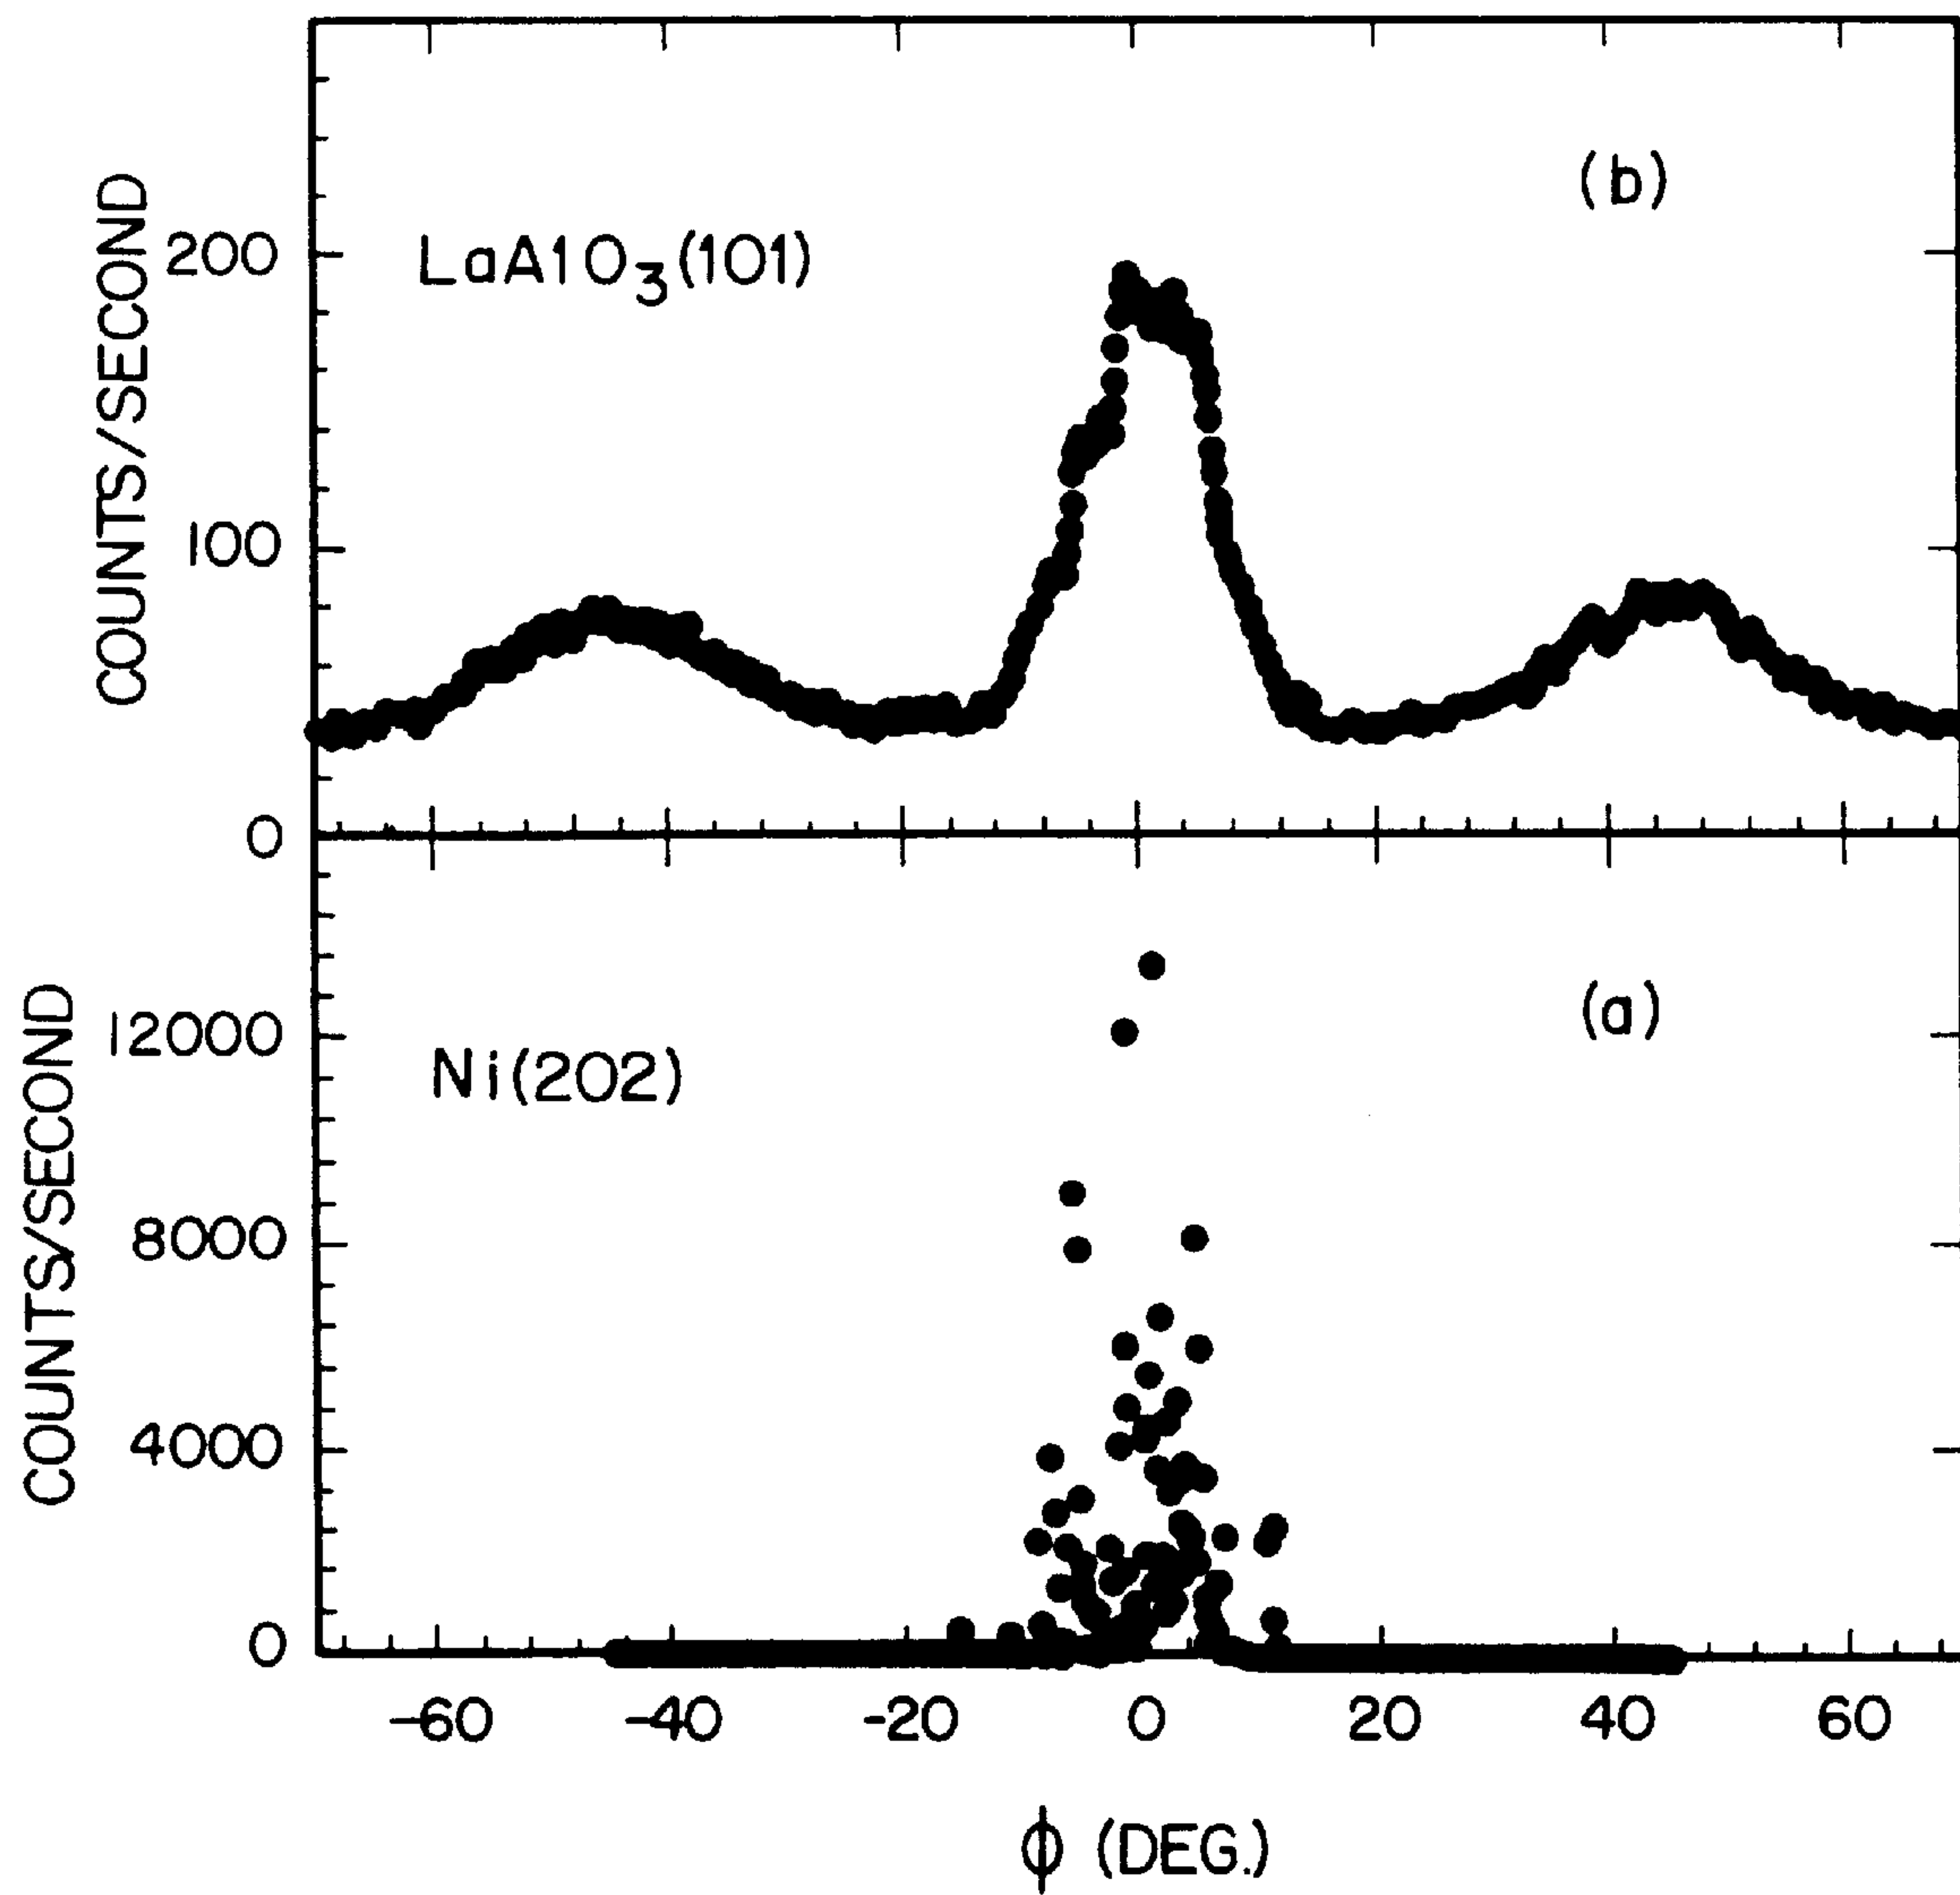 COUNTS/SECOND
200
100
0
LaAlO3(101)
(b)
COUNTS/SECOND
12000
8000
4000
0
Ni(202)
(a)
-60 -40 -20 0 20 40 60
ϕ (DEG.)